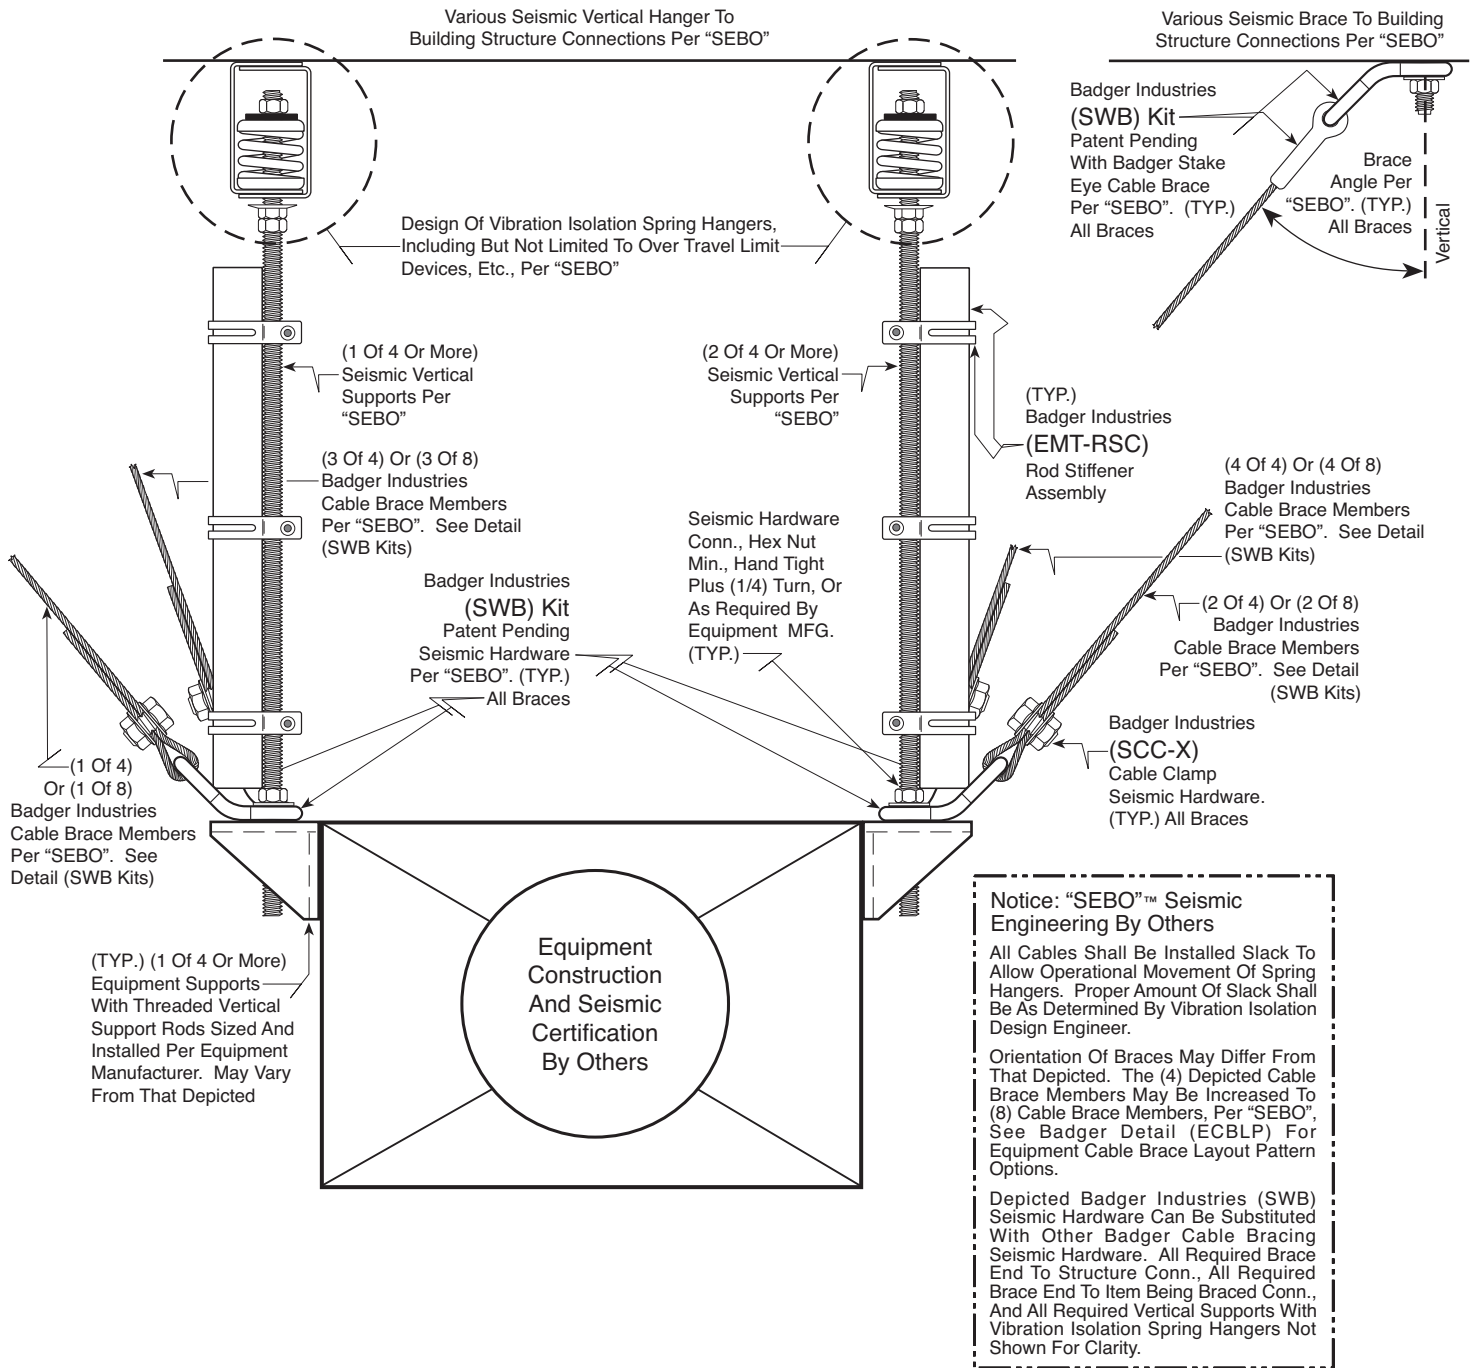 Various Seismic Vertical Hanger To
Building Structure Connections Per “SEBO”
Various Seismic Brace To Building
Structure Connections Per “SEBO”
Badger Industries
(SWB) Kit
Patent Pending
With Badger Stake
Eye Cable Brace
Per “SEBO”. (TYP.)
All Braces
Brace
Angle Per
“SEBO”. (TYP.)
All Braces
Vertical
Design Of Vibration Isolation Spring Hangers,
Including But Not Limited To Over Travel Limit
Devices, Etc., Per “SEBO”
(1 Of 4 Or More)
Seismic Vertical
Supports Per
“SEBO”
(2 Of 4 Or More)
Seismic Vertical
Supports Per
“SEBO”
(TYP.)
Badger Industries
(EMT-RSC)
Rod Stiffener
Assembly
(3 Of 4) Or (3 Of 8)
Badger Industries
Cable Brace Members
Per “SEBO”. See Detail
(SWB Kits)
(4 Of 4) Or (4 Of 8)
Badger Industries
Cable Brace Members
Per “SEBO”. See Detail
(SWB Kits)
Seismic Hardware
Conn., Hex Nut
Min., Hand Tight
Plus (1/4) Turn, Or
As Required By
Equipment MFG.
(TYP.)
Badger Industries
(SWB) Kit
Patent Pending
Seismic Hardware
Per “SEBO”. (TYP.)
All Braces
(2 Of 4) Or (2 Of 8)
Badger Industries
Cable Brace Members
Per “SEBO”. See Detail
(SWB Kits)
Badger Industries
(SCC-X)
Cable Clamp
Seismic Hardware.
(TYP.) All Braces
(1 Of 4)
Or (1 Of 8)
Badger Industries
Cable Brace Members
Per “SEBO”. See
Detail (SWB Kits)
(TYP.) (1 Of 4 Or More)
Equipment Supports
With Threaded Vertical
Support Rods Sized And
Installed Per Equipment
Manufacturer. May Vary
From That Depicted
Equipment
Construction
And Seismic
Certification
By Others
Notice: “SEBO”™ Seismic
Engineering By Others
All Cables Shall Be Installed Slack To
Allow Operational Movement Of Spring
Hangers. Proper Amount Of Slack Shall
Be As Determined By Vibration Isolation
Design Engineer.
Orientation Of Braces May Differ From
That Depicted. The (4) Depicted Cable
Brace Members May Be Increased To
(8) Cable Brace Members, Per “SEBO”,
See Badger Detail (ECBLP) For
Equipment Cable Brace Layout Pattern
Options.
Depicted Badger Industries (SWB)
Seismic Hardware Can Be Substituted
With Other Badger Cable Bracing
Seismic Hardware. All Required Brace
End To Structure Conn., All Required
Brace End To Item Being Braced Conn.,
And All Required Vertical Supports With
Vibration Isolation Spring Hangers Not
Shown For Clarity.